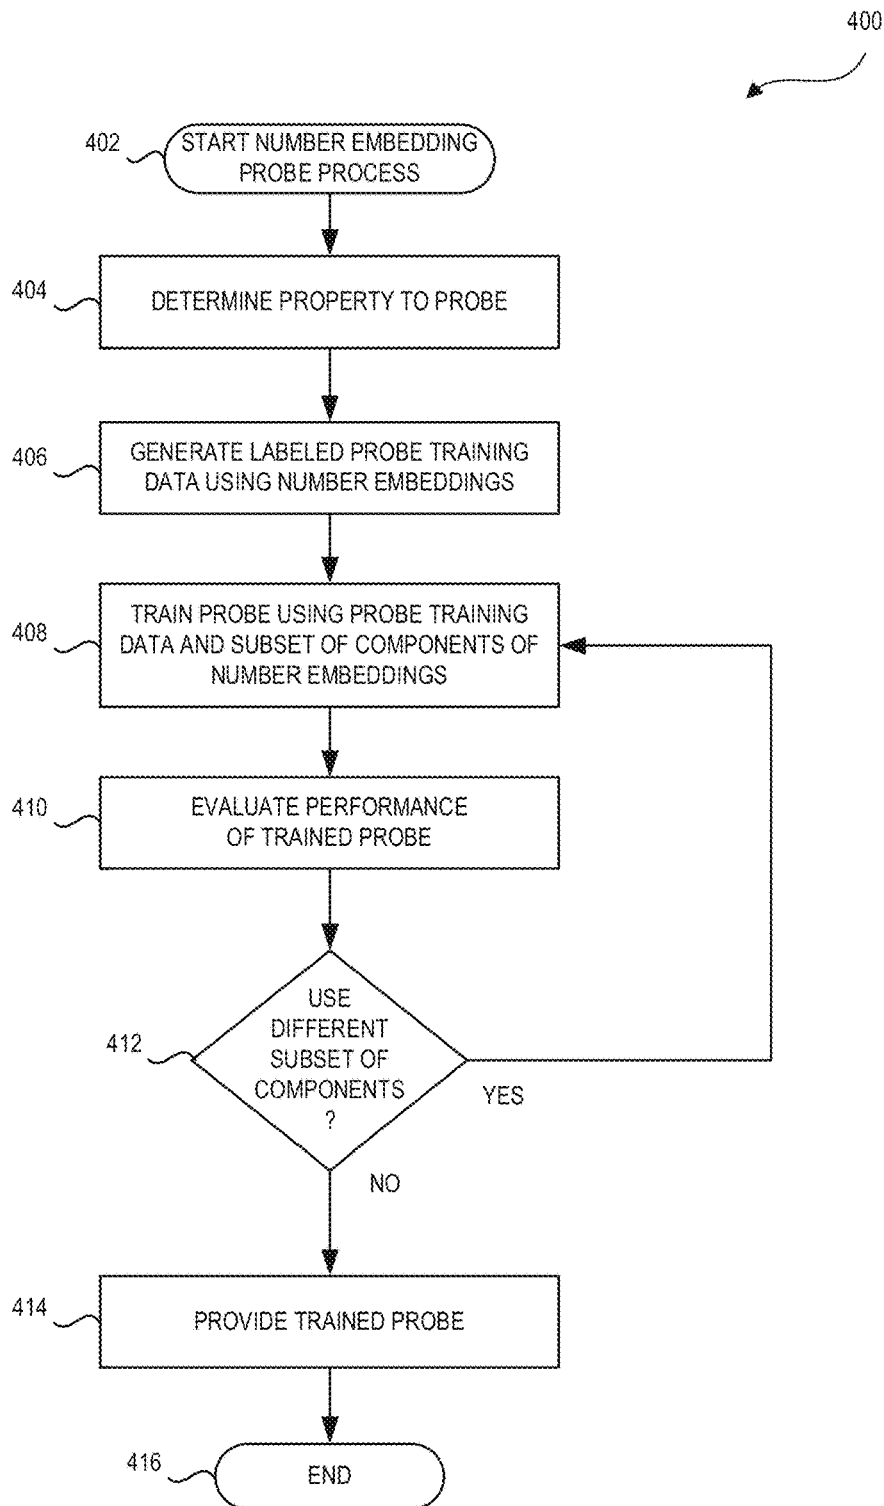 400
402
START NUMBER EMBEDDING
PROBE PROCESS
404
DETERMINE PROPERTY TO PROBE
406
GENERATE LABELED PROBE TRAINING
DATA USING NUMBER EMBEDDINGS
408
TRAIN PROBE USING PROBE TRAINING
DATA AND SUBSET OF COMPONENTS OF
NUMBER EMBEDDINGS
410
EVALUATE PERFORMANCE
OF TRAINED PROBE
412
USE
DIFFERENT
SUBSET OF
COMPONENTS
?
YES
NO
414
PROVIDE TRAINED PROBE
416
END